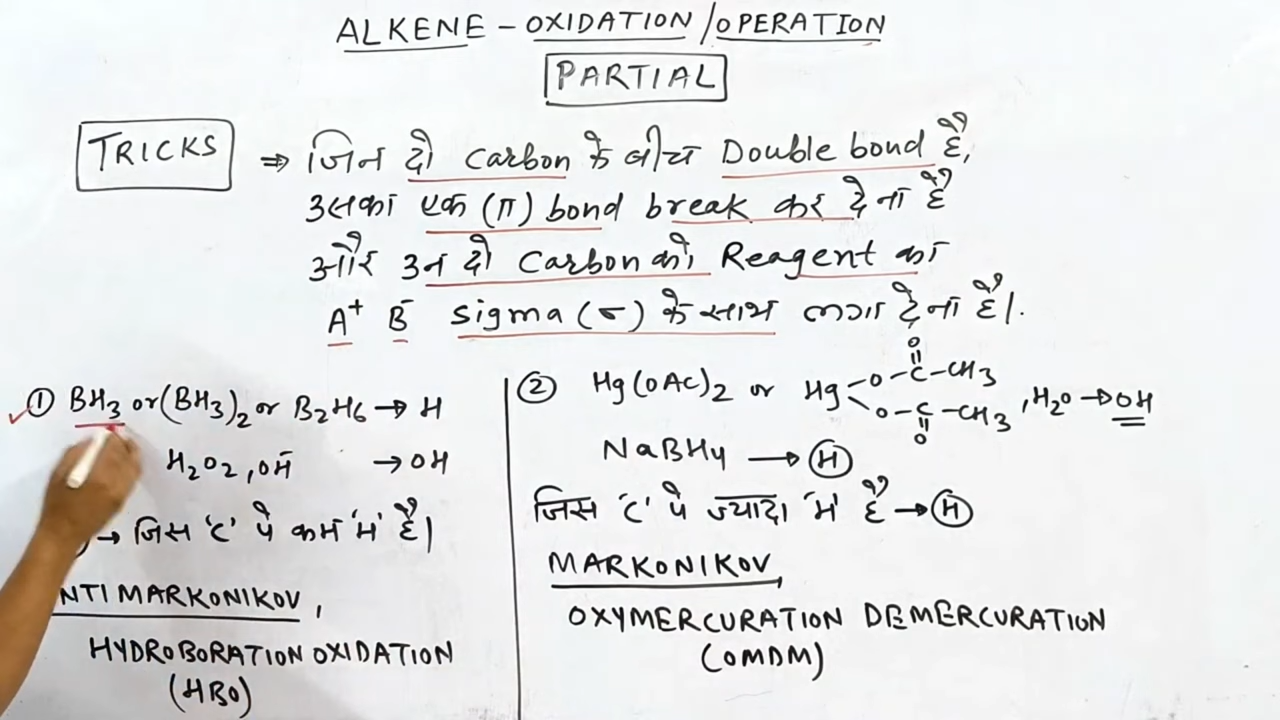 ALKENE - OXIDATION / OPERATION
PARTIAL
TRICKS ⇒ जिन दो Carbon के बीच Double bond है,
उसका एक (π) bond break कर देना है
और उन दो Carbon को Reagent का
A⁺ B⁻ sigma (σ) के साथ लगा देना है।
① BH3 or (BH3)2 or B2H6 → H
H2O2, OH⁻ → OH
→ जिस 'C' पे कम 'H' है।
NTI MARKONIKOV,
HYDROBORATION OXIDATION
(HBO)
② Hg(OAC)2 or Hg
O - C - CH3
O
O - C - CH3
O
, H2O → OH
NaBH4 → H
जिस 'C' पे ज्यादा 'H' है → H
MARKONIKOV,
OXYMERCURATION DEMERCURATION
(OMDM)